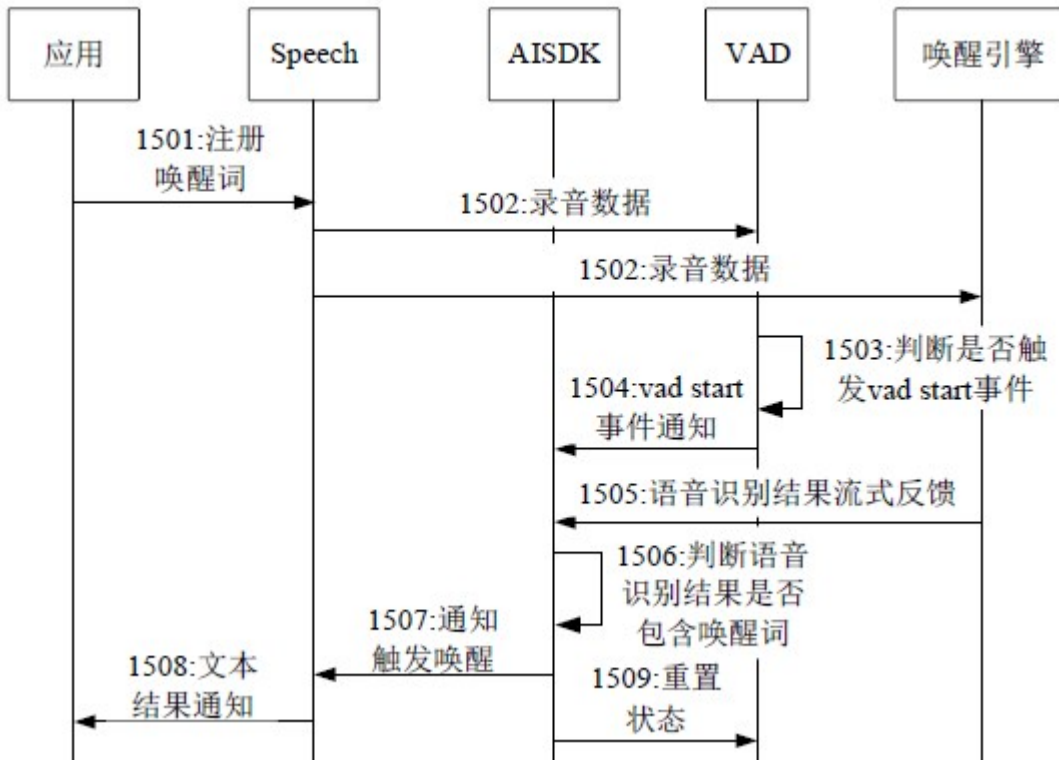 应用
Speech
AISDK
VAD
唤醒引擎
1501:注册
唤醒词
1502:录音数据
1502:录音数据
1503:判断是否触
发vad start事件
1504:vad start
事件通知
1505:语音识别结果流式反馈
1506:判断语音
识别结果是否
包含唤醒词
1507:通知
触发唤醒
1508:文本
结果通知
1509:重置
状态